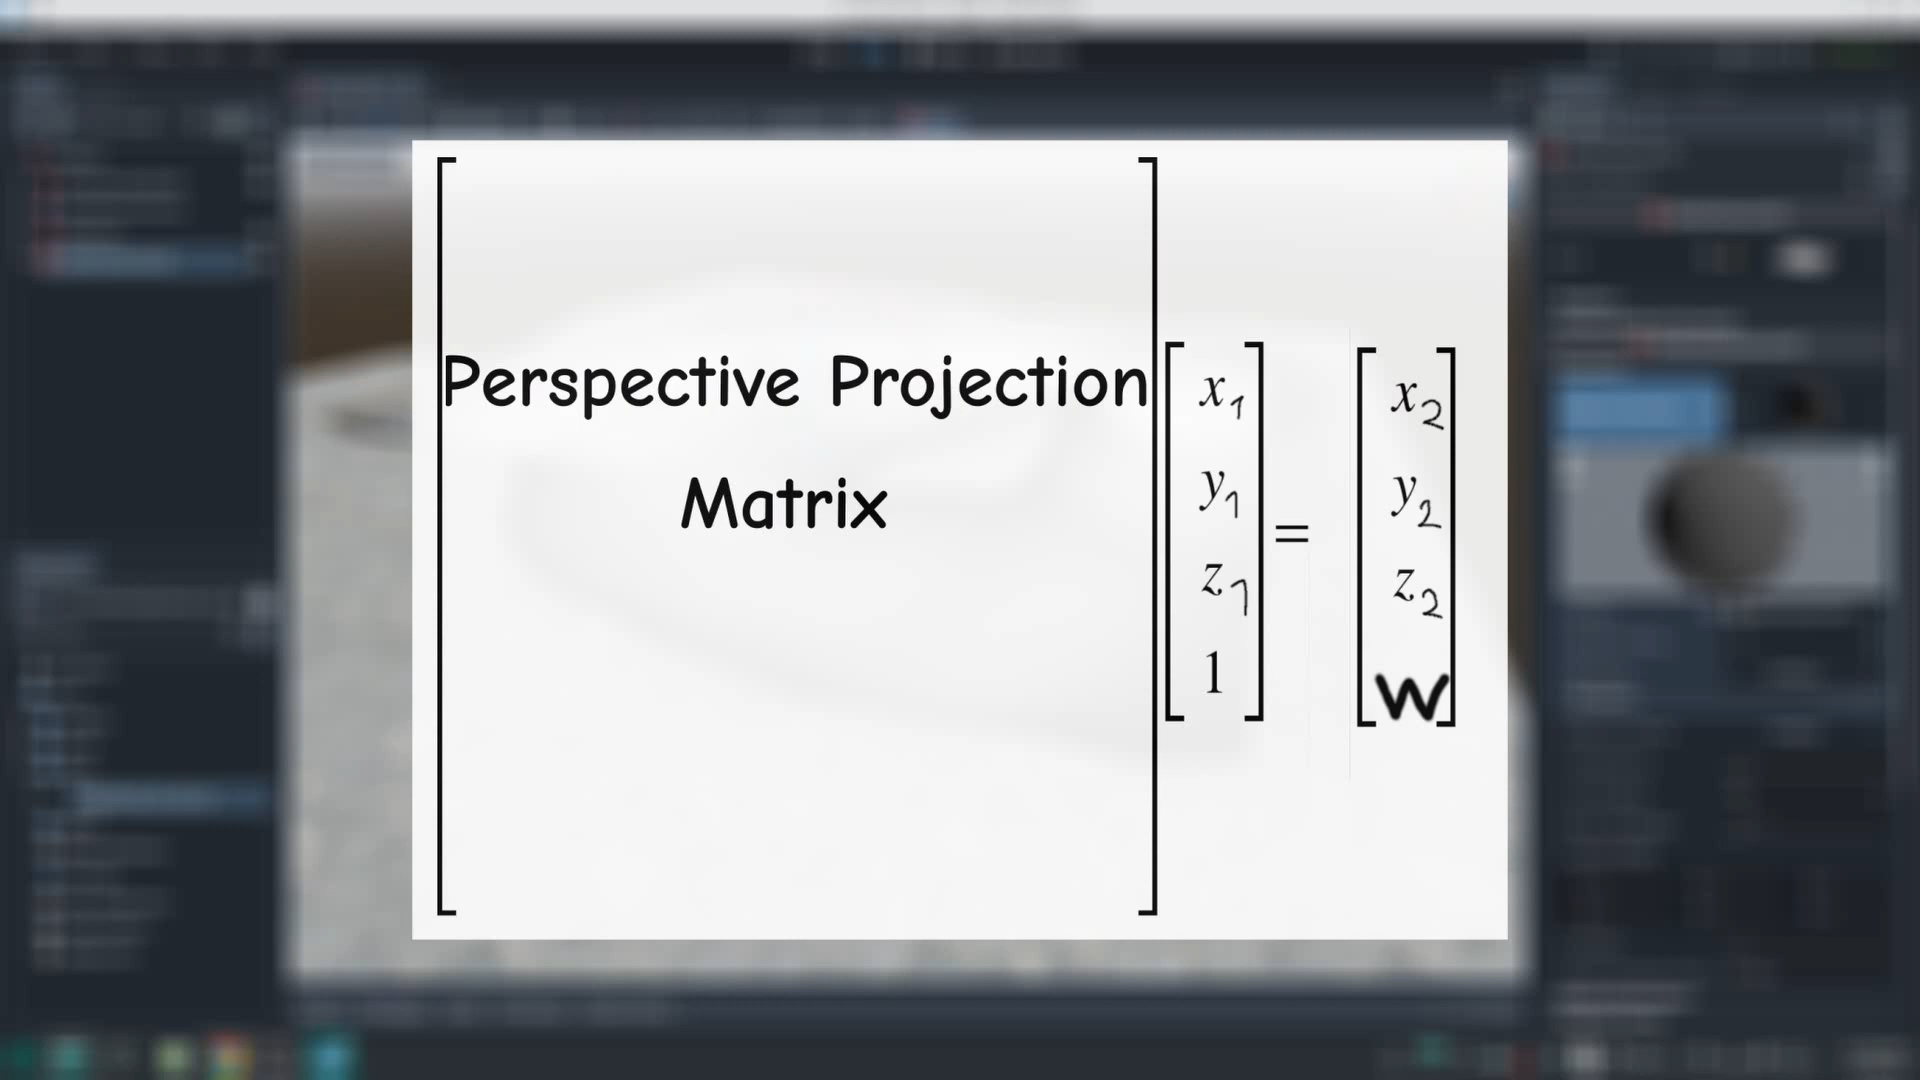 Perspective Projection
Matrix
x1
y1
z1
1
=
x2
y2
z2
w